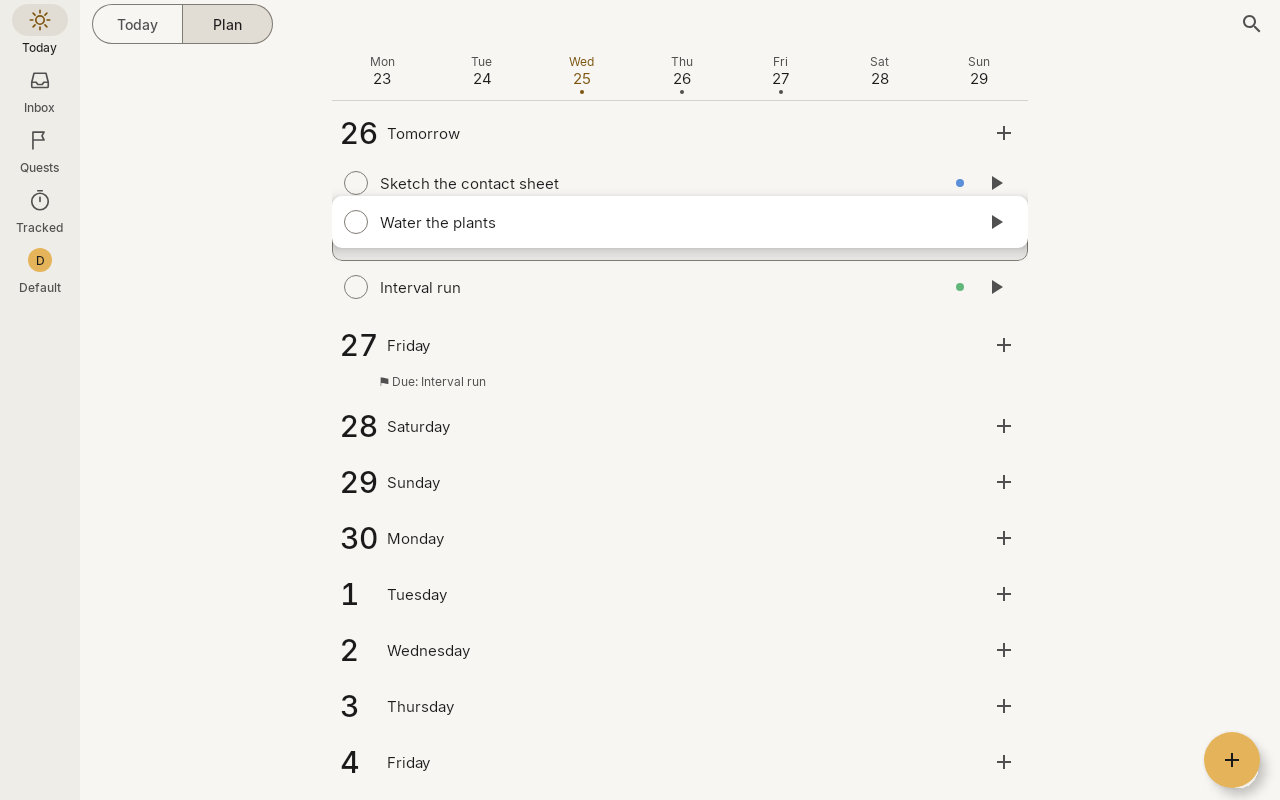 Today
Inbox
Quests
Tracked
D
Default
Today
Plan
Mon
23
Tue
24
Wed
25
Thu
26
Fri
27
Sat
28
Sun
29
26 Tomorrow
Sketch the contact sheet
Water the plants
Interval run
27 Friday
Due: Interval run
28 Saturday
29 Sunday
30 Monday
1 Tuesday
2 Wednesday
3 Thursday
4 Friday